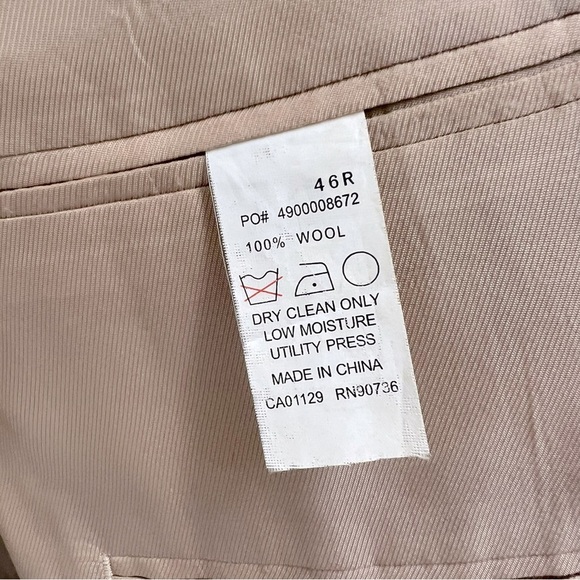 46R
PO# 4900008672
100% WOOL
DRY CLEAN ONLY
LOW MOISTURE
UTILITY PRESS
MADE IN CHINA
CA01129 RN90736